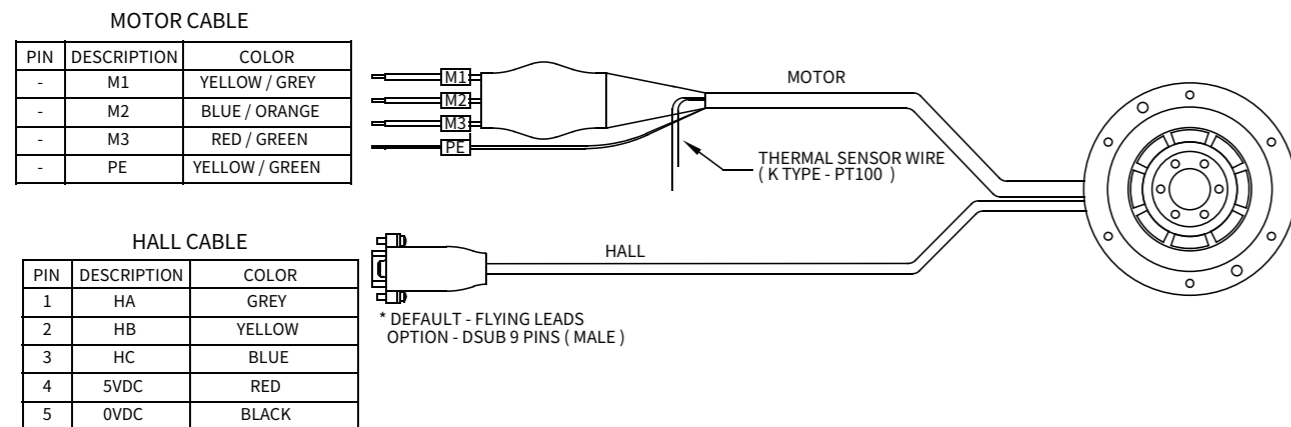 MOTOR CABLE
PIN DESCRIPTION COLOR
- M1 YELLOW / GREY
- M2 BLUE / ORANGE
- M3 RED / GREEN
- PE YELLOW / GREEN
M1
M2
M3
PE
MOTOR
THERMAL SENSOR WIRE
( K TYPE - PT100 )
HALL CABLE
PIN DESCRIPTION COLOR
1 HA GREY
2 HB YELLOW
3 HC BLUE
4 5VDC RED
5 0VDC BLACK
HALL
* DEFAULT - FLYING LEADS
OPTION - DSUB 9 PINS ( MALE )